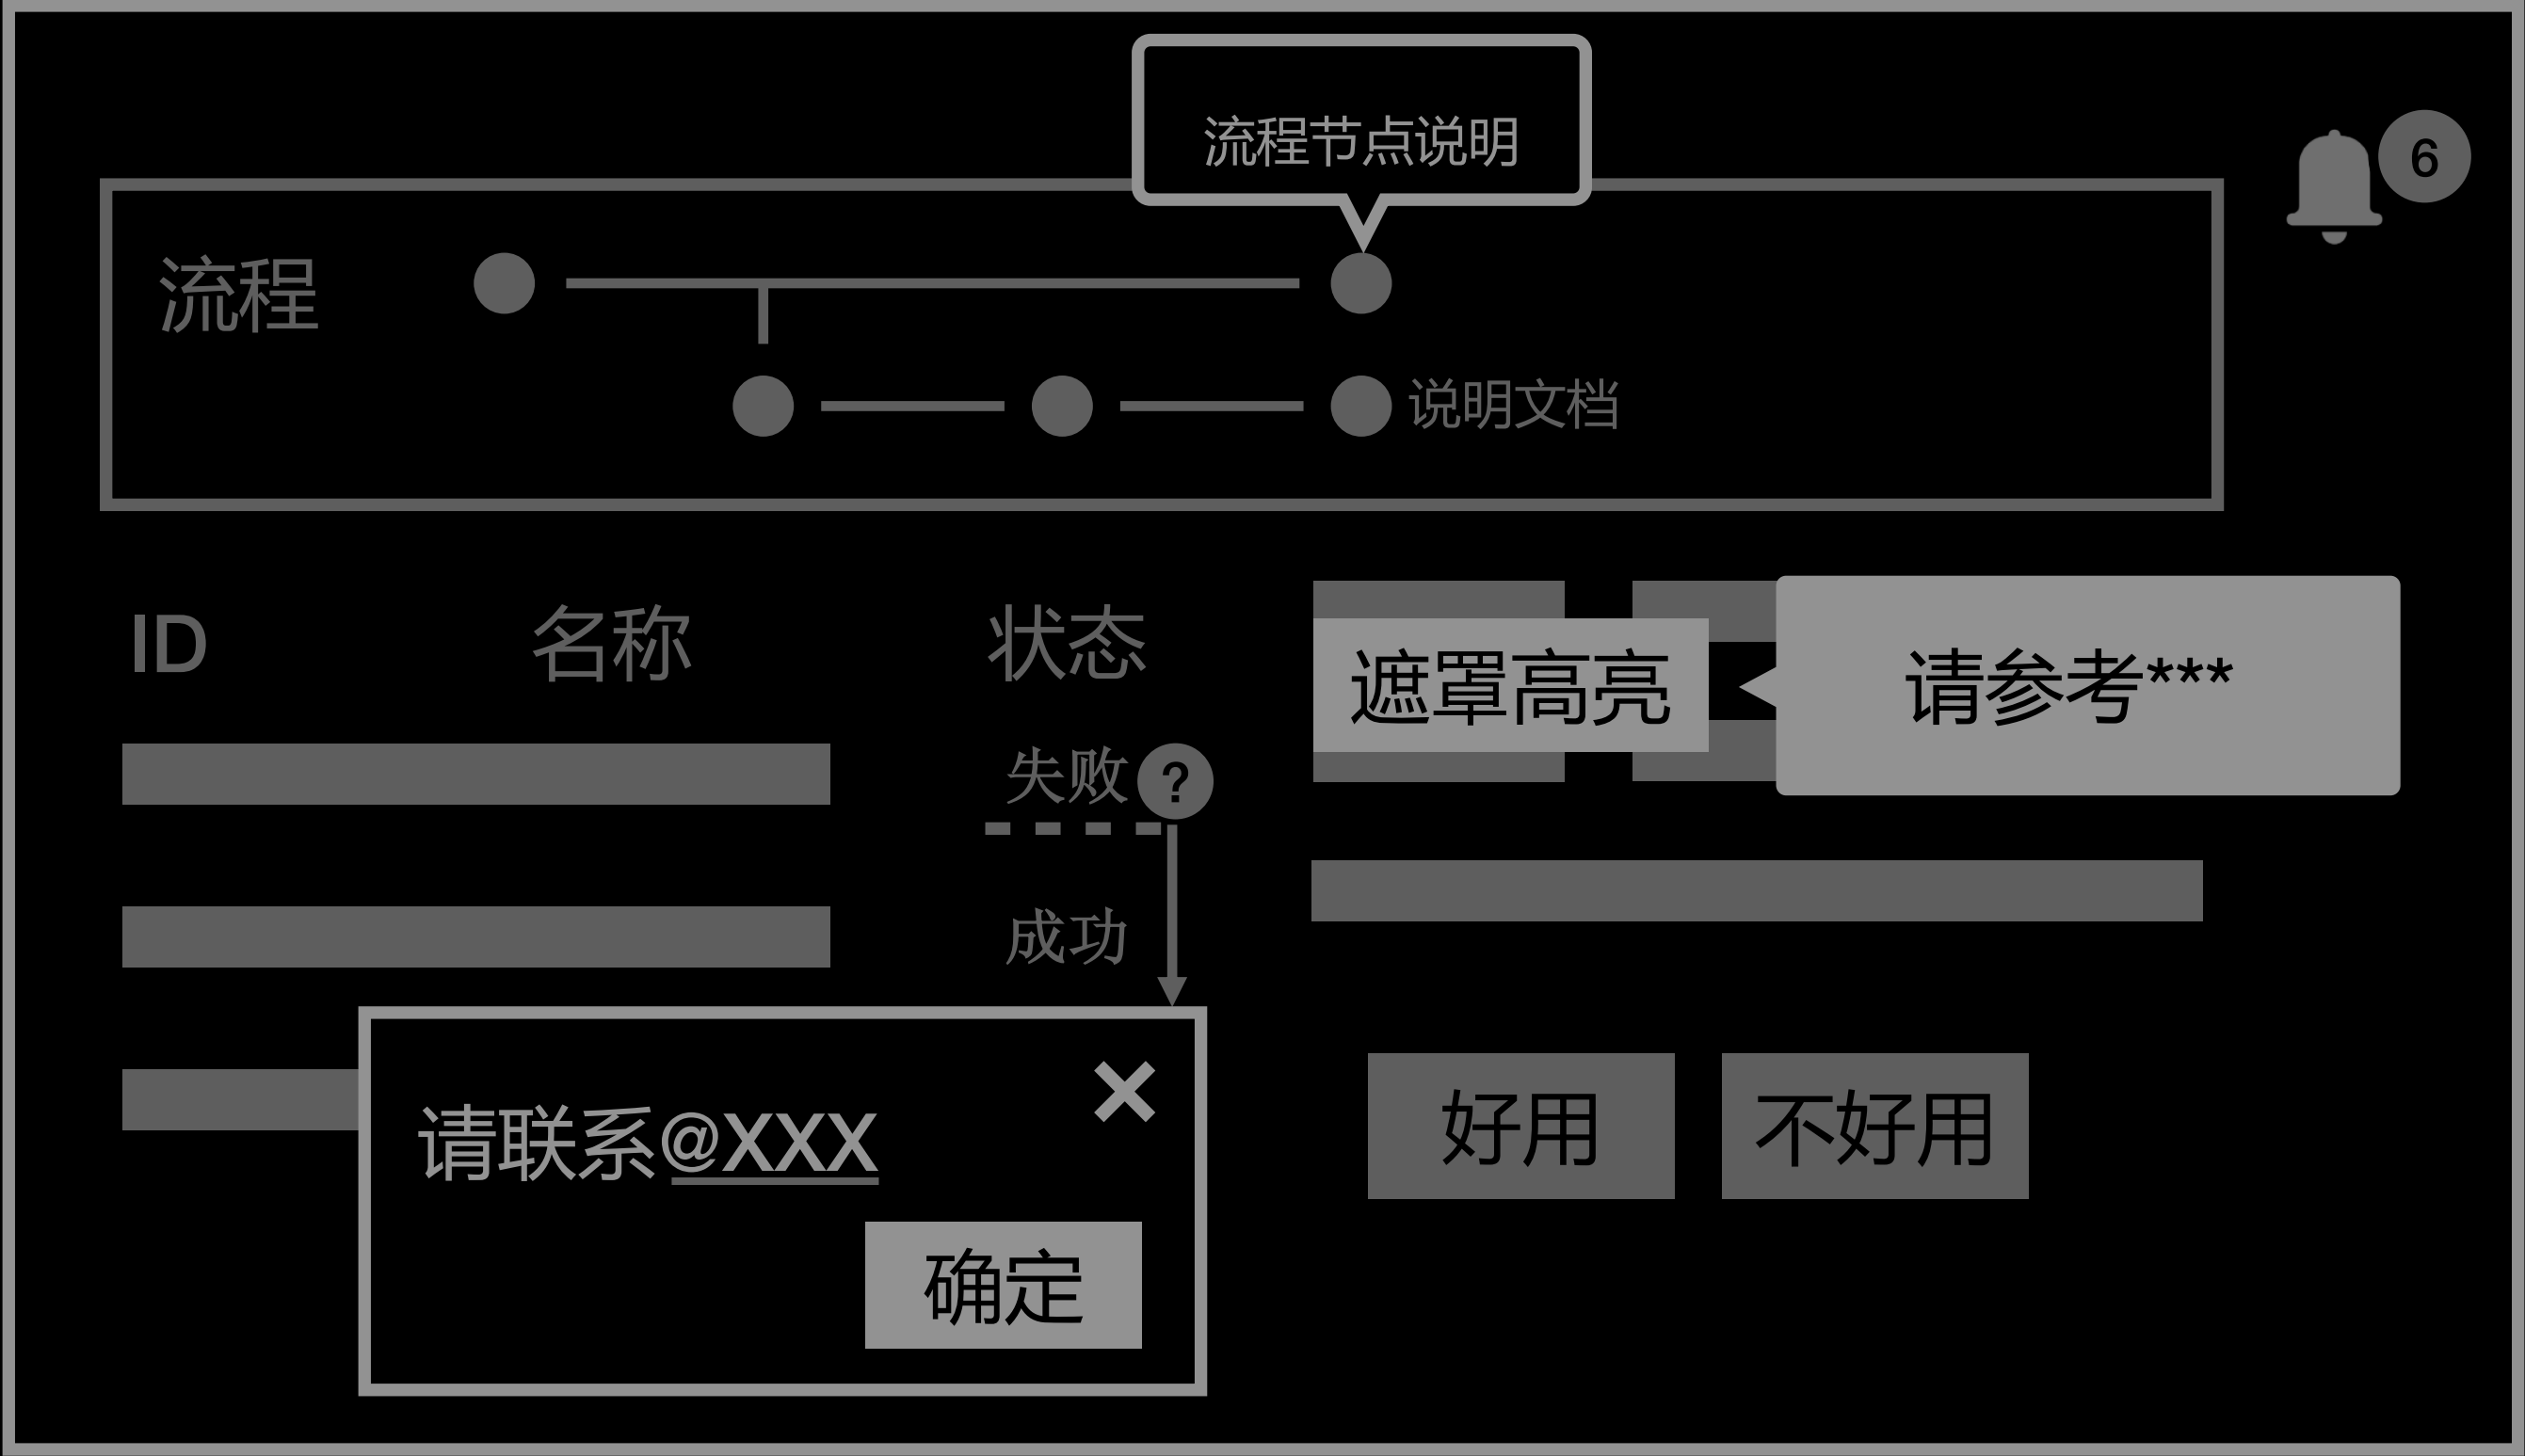 流程节点说明
6
流程
说明文档
ID 名称 状态
遮置高亮
请参考***
失败 ?
成功
请联系@XXX
确定
好用 不好用